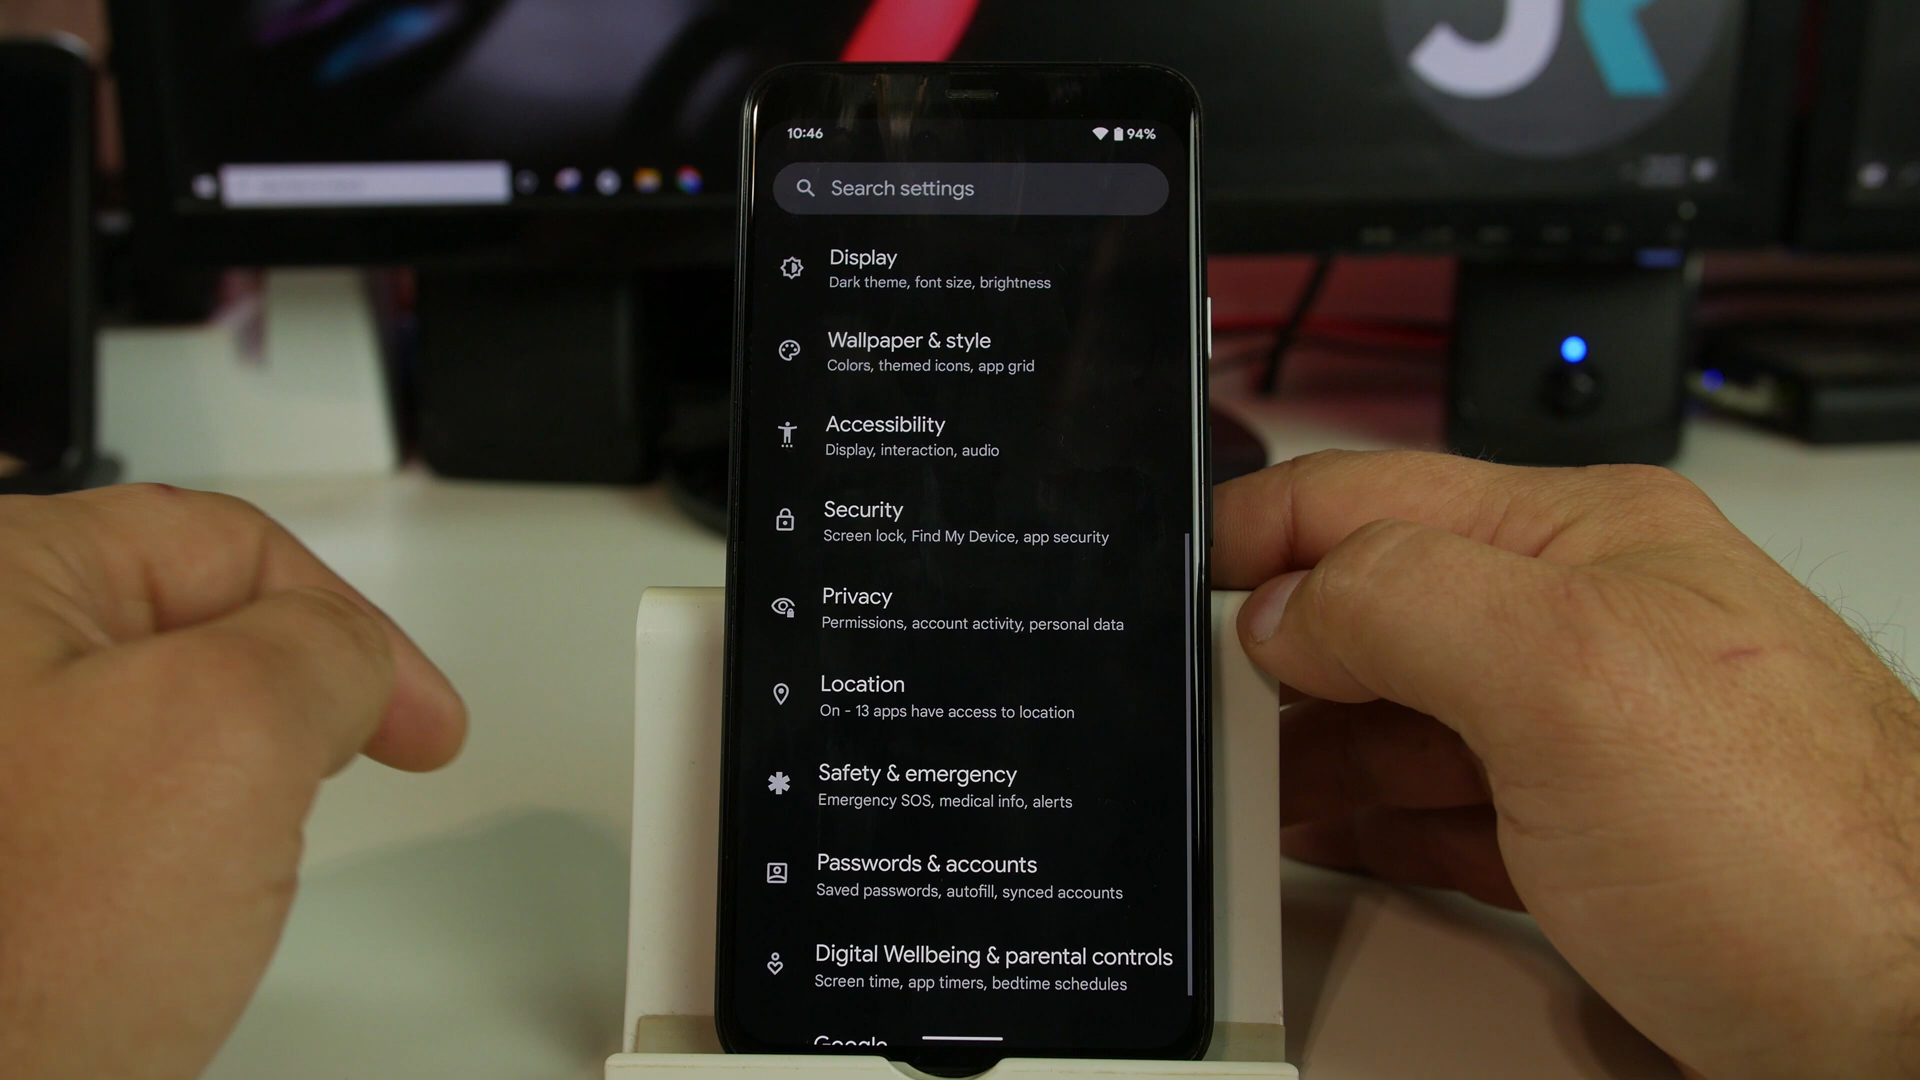 10:46
94%
Search settings
Display
Dark theme, font size, brightness
Wallpaper & style
Colors, themed icons, app grid
Accessibility
Display, interaction, audio
Security
Screen lock, Find My Device, app security
Privacy
Permissions, account activity, personal data
Location
On - 13 apps have access to location
Safety & emergency
Emergency SOS, medical info, alerts
Passwords & accounts
Saved passwords, autofill, synced accounts
Digital Wellbeing & parental controls
Screen time, app timers, bedtime schedules
Google